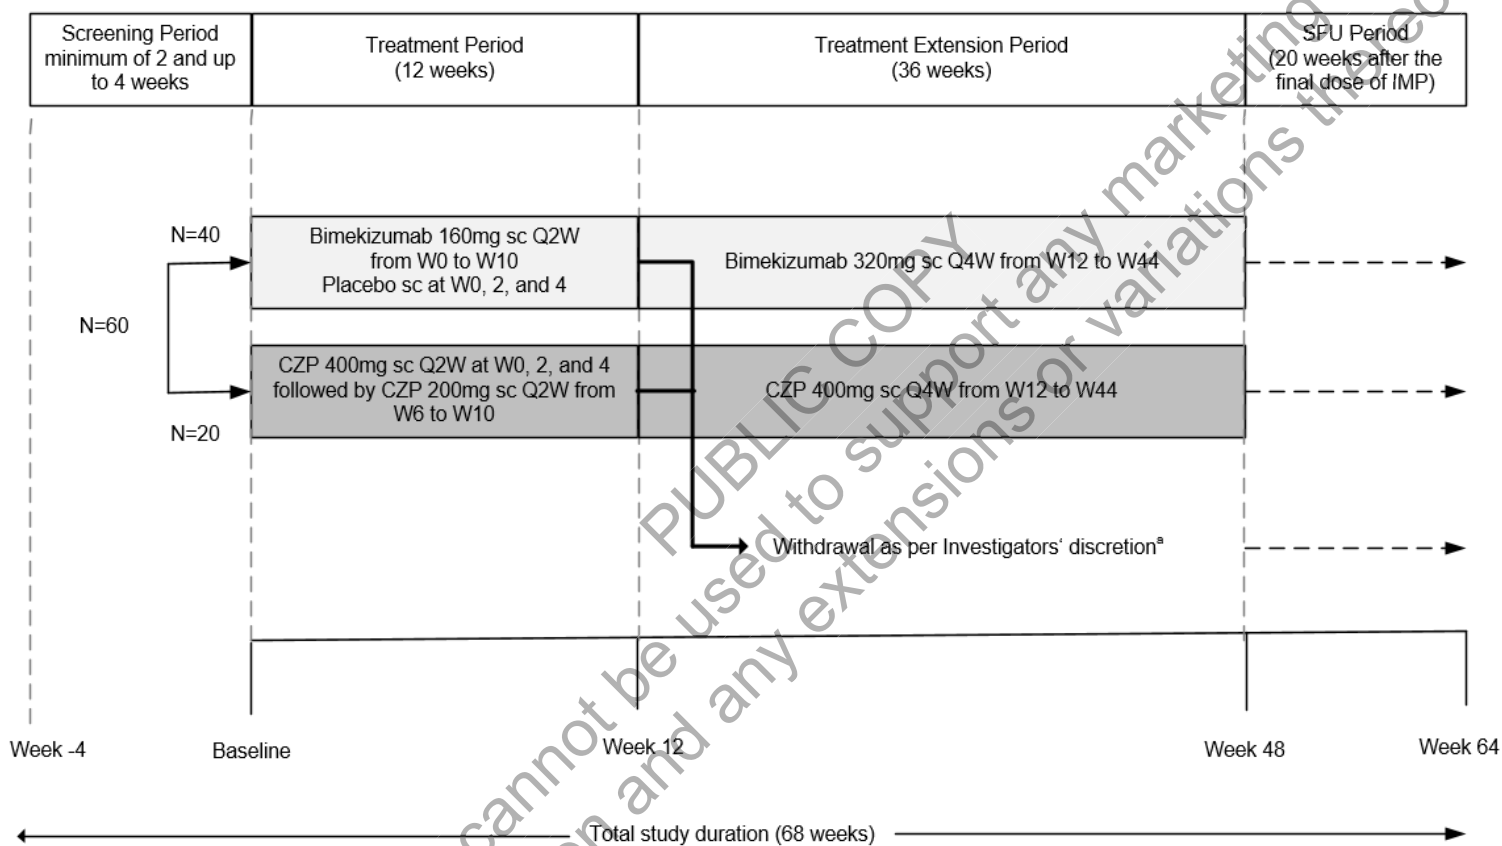 Screening Period
minimum of 2 and up
to 4 weeks
Treatment Period
(12 weeks)
Treatment Extension Period
(36 weeks)
SFU Period
(20 weeks after the
final dose of IMP)
N=40
Bimekizumab 160mg sc Q2W
from W0 to W10
Placebo sc at W0, 2, and 4
Bimekizumab 320mg sc Q4W from W12 to W44
N=60
CZP 400mg sc Q2W at W0, 2, and 4
followed by CZP 200mg sc Q2W from
W6 to W10
CZP 400mg sc Q4W from W12 to W44
N=20
Withdrawal as per Investigators‘ discretionᵃ
Week -4
Baseline
Week 12
Week 48
Week 64
Total study duration (68 weeks)
PUBLIC COPY
cannot be used to support any marketing
and any extensions or variations